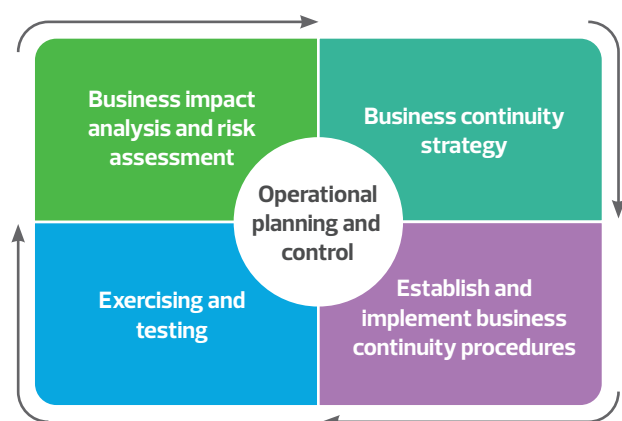 Business impact
analysis and risk
assessment
Business continuity
strategy
Operational
planning and
control
Exercising and
testing
Establish and
implement business
continuity procedures